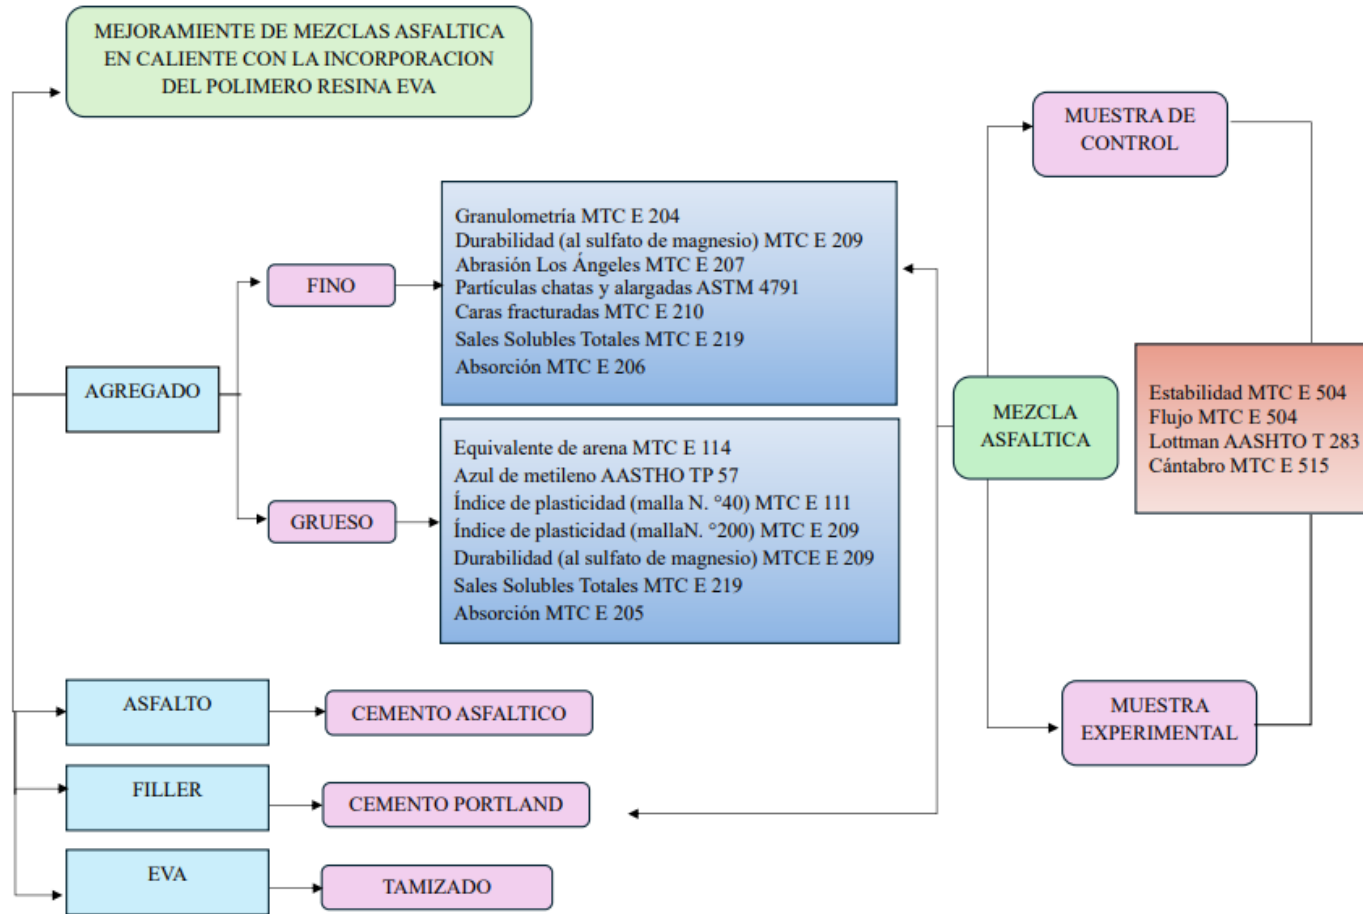 MEJORAMIENTE DE MEZCLAS ASFALTICA
EN CALIENTE CON LA INCORPORACION
DEL POLIMERO RESINA EVA
AGREGADO
FINO
Granulometría MTC E 204
Durabilidad (al sulfato de magnesio) MTC E 209
Abrasión Los Ángeles MTC E 207
Partículas chatas y alargadas ASTM 4791
Caras fracturadas MTC E 210
Sales Solubles Totales MTC E 219
Absorción MTC E 206
GRUESO
Equivalente de arena MTC E 114
Azul de metileno AASTHO TP 57
Índice de plasticidad (malla N. °40) MTC E 111
Índice de plasticidad (mallaN. °200) MTC E 209
Durabilidad (al sulfato de magnesio) MTCE E 209
Sales Solubles Totales MTC E 219
Absorción MTC E 205
ASFALTO
CEMENTO ASFALTICO
FILLER
CEMENTO PORTLAND
EVA
TAMIZADO
MEZCLA
ASFALTICA
MUESTRA DE
CONTROL
Estabilidad MTC E 504
Flujo MTC E 504
Lottman AASHTO T 283
Cántabro MTC E 515
MUESTRA
EXPERIMENTAL